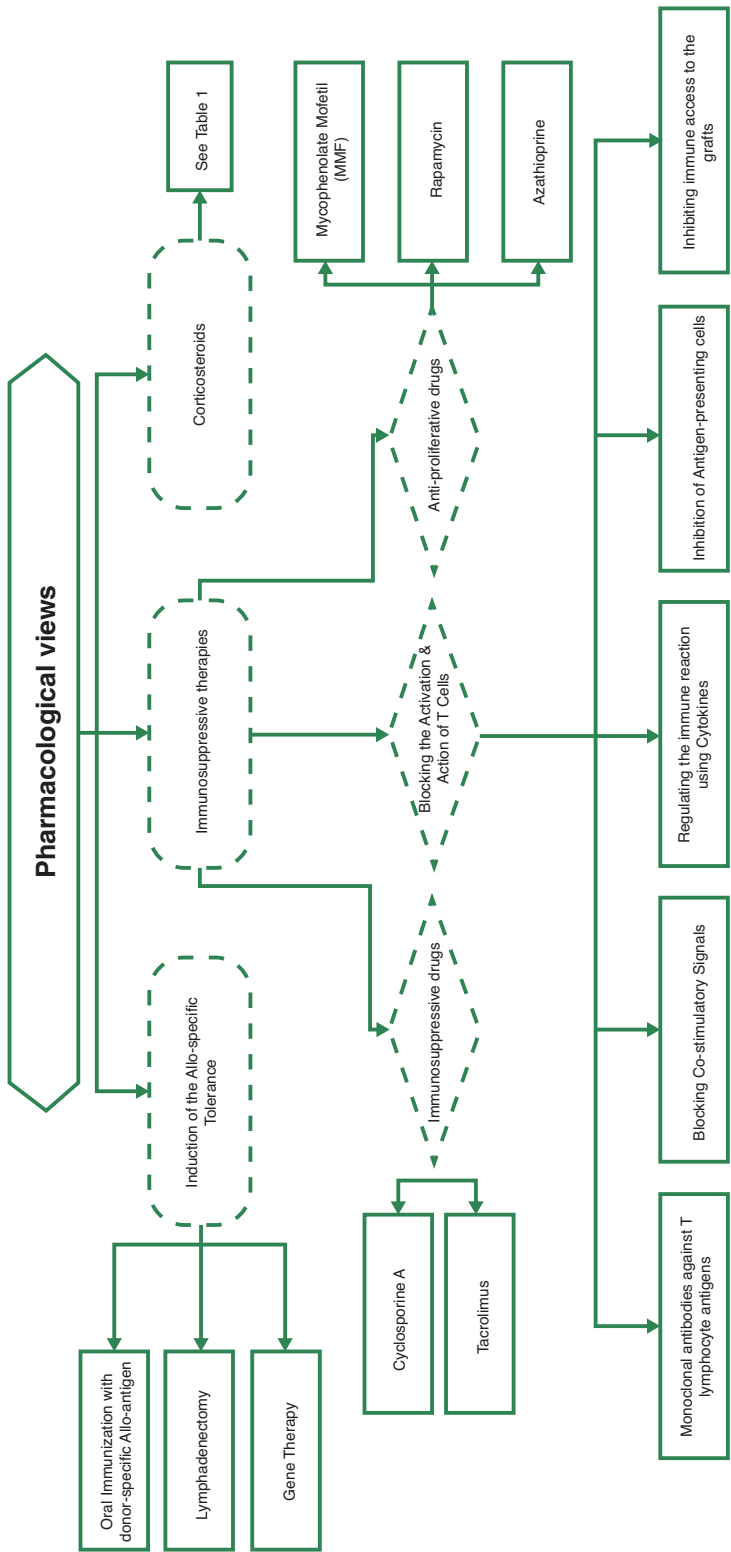 Pharmacological views
Induction of the Allo-specific
Tolerance
Immunosuppressive therapies
Corticosteroids
See Table 1
Oral Immunization with
donor-specific Allo-antigen
Lymphadenectomy
Gene Therapy
Immunosuppressive drugs
Blocking the Activation &
Action of T Cells
Anti-proliferative drugs
Mycophenolate Mofetil
(MMF)
Rapamycin
Azathioprine
Cyclosporine A
Tacrolimus
Monoclonal antibodies against T
lymphocyte antigens
Blocking Co-stimulatory Signals
Regulating the immune reaction
using Cytokines
Inhibition of Antigen-presenting cells
Inhibiting immune access to the
grafts